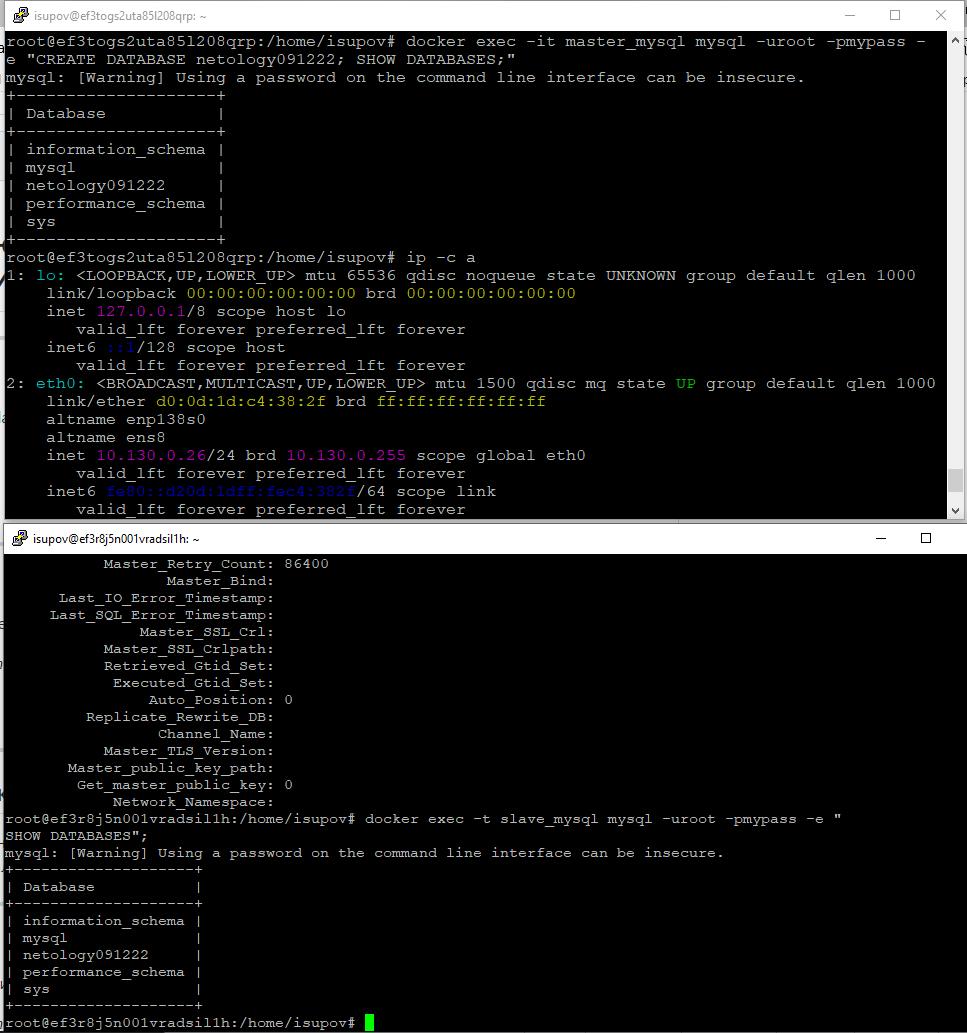 isupov@ef3togs2uta85l208qrp: ~
root@ef3togs2uta85l208qrp:/home/isupov# docker exec -it master_mysql mysql -uroot -pmypass -
e "CREATE DATABASE netology091222; SHOW DATABASES;"
mysql: [Warning] Using a password on the command line interface can be insecure.
+--------------------+
| Database           |
+--------------------+
| information_schema |
| mysql              |
| netology091222     |
| performance_schema |
| sys                |
+--------------------+
root@ef3togs2uta85l208qrp:/home/isupov# ip -c a
1: lo: <LOOPBACK,UP,LOWER_UP> mtu 65536 qdisc noqueue state UNKNOWN group default qlen 1000
    link/loopback 00:00:00:00:00:00 brd 00:00:00:00:00:00
    inet 127.0.0.1/8 scope host lo
       valid_lft forever preferred_lft forever
    inet6 ::1/128 scope host
       valid_lft forever preferred_lft forever
2: eth0: <BROADCAST,MULTICAST,UP,LOWER_UP> mtu 1500 qdisc mq state UP group default qlen 1000
    link/ether d0:0d:1d:c4:38:2f brd ff:ff:ff:ff:ff:ff
    altname enp138s0
    altname ens8
    inet 10.130.0.26/24 brd 10.130.0.255 scope global eth0
       valid_lft forever preferred_lft forever
    inet6 fe80::d20d:1dff:fec4:382f/64 scope link
       valid_lft forever preferred_lft forever
isupov@ef3r8j5n001vradsil1h: ~
Master_Retry_Count: 86400
Master_Bind:
Last_IO_Error_Timestamp:
Last_SQL_Error_Timestamp:
Master_SSL_Crl:
Master_SSL_Crlpath:
Retrieved_Gtid_Set:
Executed_Gtid_Set:
Auto_Position: 0
Replicate_Rewrite_DB:
Channel_Name:
Master_TLS_Version:
Master_public_key_path:
Get_master_public_key: 0
Network_Namespace:
root@ef3r8j5n001vradsil1h:/home/isupov# docker exec -t slave_mysql mysql -uroot -pmypass -e "
SHOW DATABASES";
mysql: [Warning] Using a password on the command line interface can be insecure.
+--------------------+
| Database           |
+--------------------+
| information_schema |
| mysql              |
| netology091222     |
| performance_schema |
| sys                |
+--------------------+
root@ef3r8j5n001vradsil1h:/home/isupov#